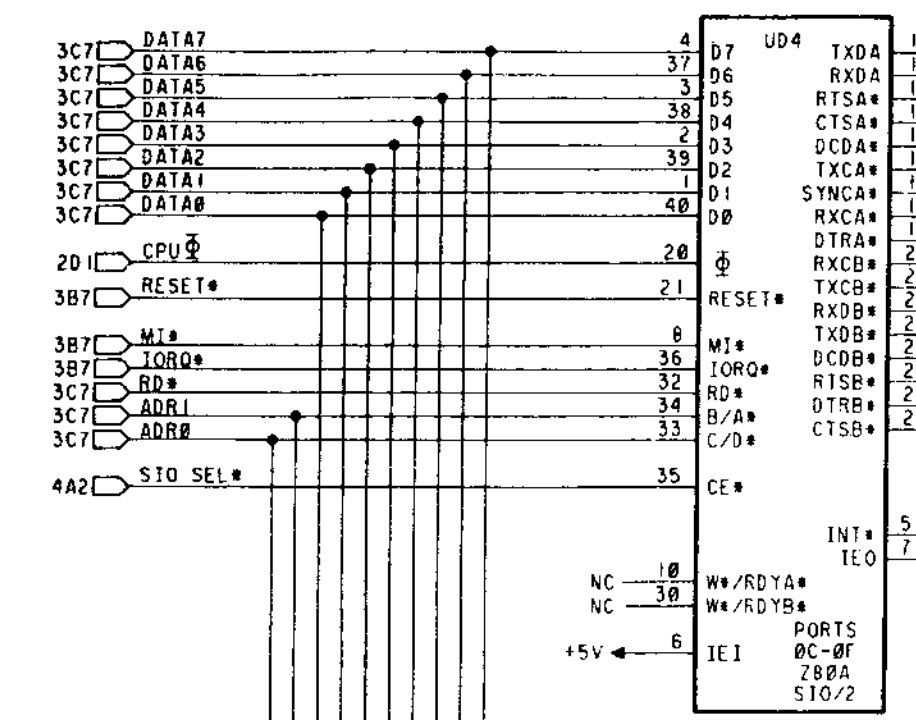 UD4
3C7 DATA7 4 D7 TXDA
3C7 DATA6 37 D6 RXDA
3C7 DATA5 3 D5 RTSA*
3C7 DATA4 38 D4 CTSA*
3C7 DATA3 2 D3 DCDA*
3C7 DATA2 39 D2 TXCA*
3C7 DATA1 1 D1 SYNCA*
3C7 DATA0 40 D0 RXCA*
DTRA*
2D1 CPU Φ 20 Φ RXCB*
3B7 RESET* 21 RESET* TXCB*
RXDB*
3B7 M1* 8 M1* TXDB*
3B7 IORQ* 36 IORQ* DCDB*
3C7 RD* 32 RD* RTSB*
3C7 ADR1 34 B/A* DTRB*
3C7 ADR0 33 C/D* CTSB*
4A2 SIO SEL* 35 CE*
INT* 5
IEO 7
NC 10 W*/RDYA*
NC 30 W*/RDYB*
+5V 6 IEI
PORTS
0C-0F
Z80A
SIO/2